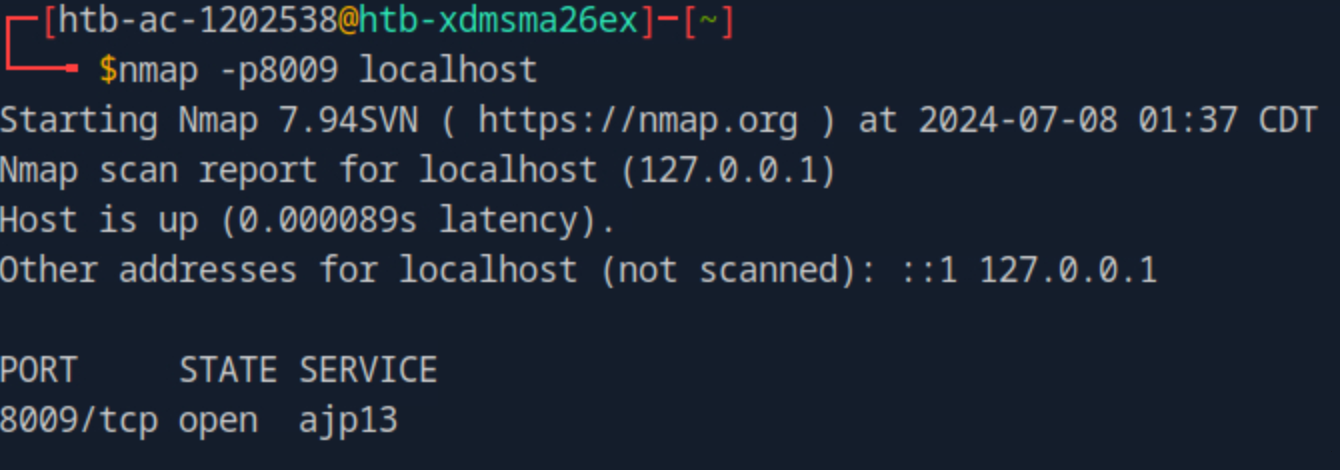 [htb-ac-1202538@htb-xdmsma26ex]-[~]
$nmap -p8009 localhost
Starting Nmap 7.94SVN ( https://nmap.org ) at 2024-07-08 01:37 CDT
Nmap scan report for localhost (127.0.0.1)
Host is up (0.000089s latency).
Other addresses for localhost (not scanned): ::1 127.0.0.1
PORT     STATE SERVICE
8009/tcp open  ajp13